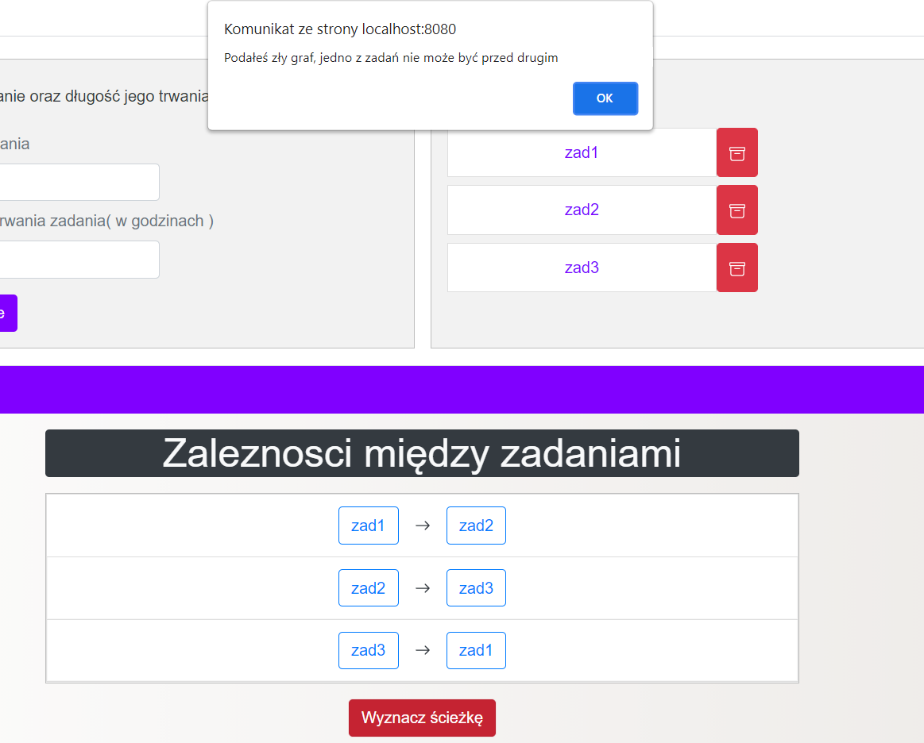 Komunikat ze strony localhost:8080
Podałeś zły graf, jedno z zadań nie może być przed drugim
OK
anie oraz długość jego trwania
ania
rwania zadania( w godzinach )
e
zad1
zad2
zad3
Zaleznosci między zadaniami
zad1 → zad2
zad2 → zad3
zad3 → zad1
Wyznacz ścieżkę